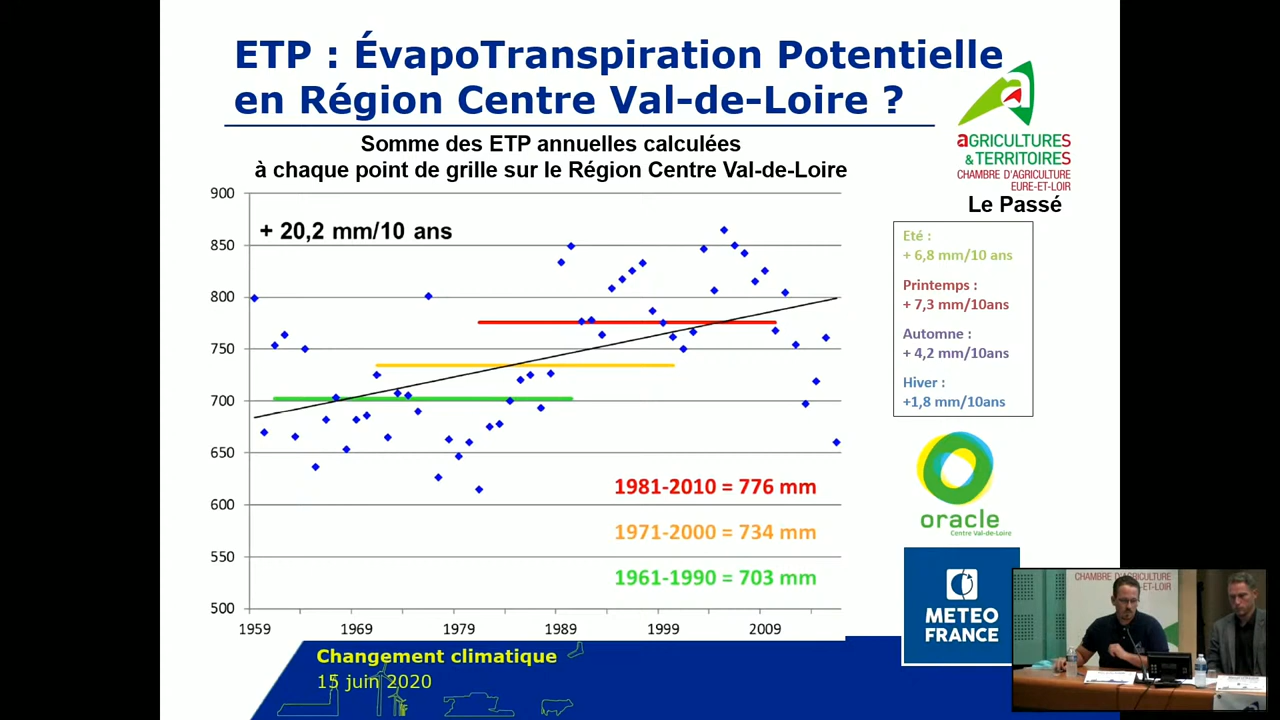 ETP : ÉvapoTranspiration Potentielle
en Région Centre Val-de-Loire ?
aGRICULTURES
& TERRITOIRES
CHAMBRE D'AGRICULTURE
EURE-ET-LOIR
Le Passé
Somme des ETP annuelles calculées
à chaque point de grille sur le Région Centre Val-de-Loire
900
850
800
750
700
650
600
550
500
+ 20,2 mm/10 ans
1981-2010 = 776 mm
1971-2000 = 734 mm
1961-1990 = 703 mm
1959
1969
1979
1989
1999
2009
Eté :
+ 6,8 mm/10 ans
Printemps :
+ 7,3 mm/10ans
Automne :
+ 4,2 mm/10ans
Hiver :
+1,8 mm/10ans
oracle
Centre Val-de-Loire
METEO
FRANCE
Changement climatique
15 juin 2020
CHAMBRE D'AGRICULTURE
EURE-ET-LOIR